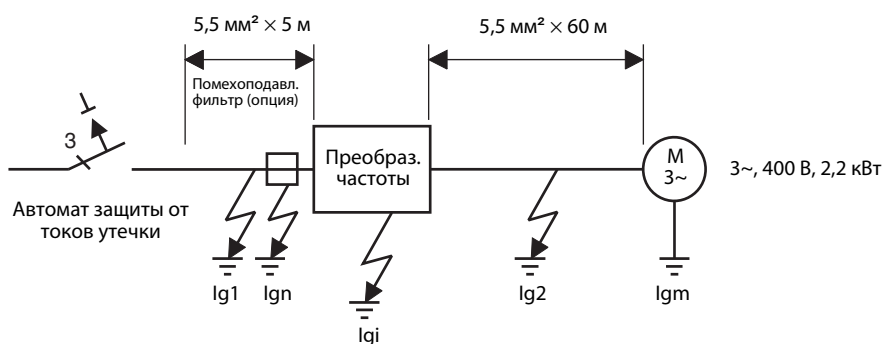 5,5 мм² × 5 м
5,5 мм² × 60 м
Помехоподавл.
фильтр (опция)
3
Преобраз.
частоты
M
3~
3~, 400 В, 2,2 кВт
Автомат защиты от
токов утечки
Ig1
Ign
Igi
Ig2
Igm